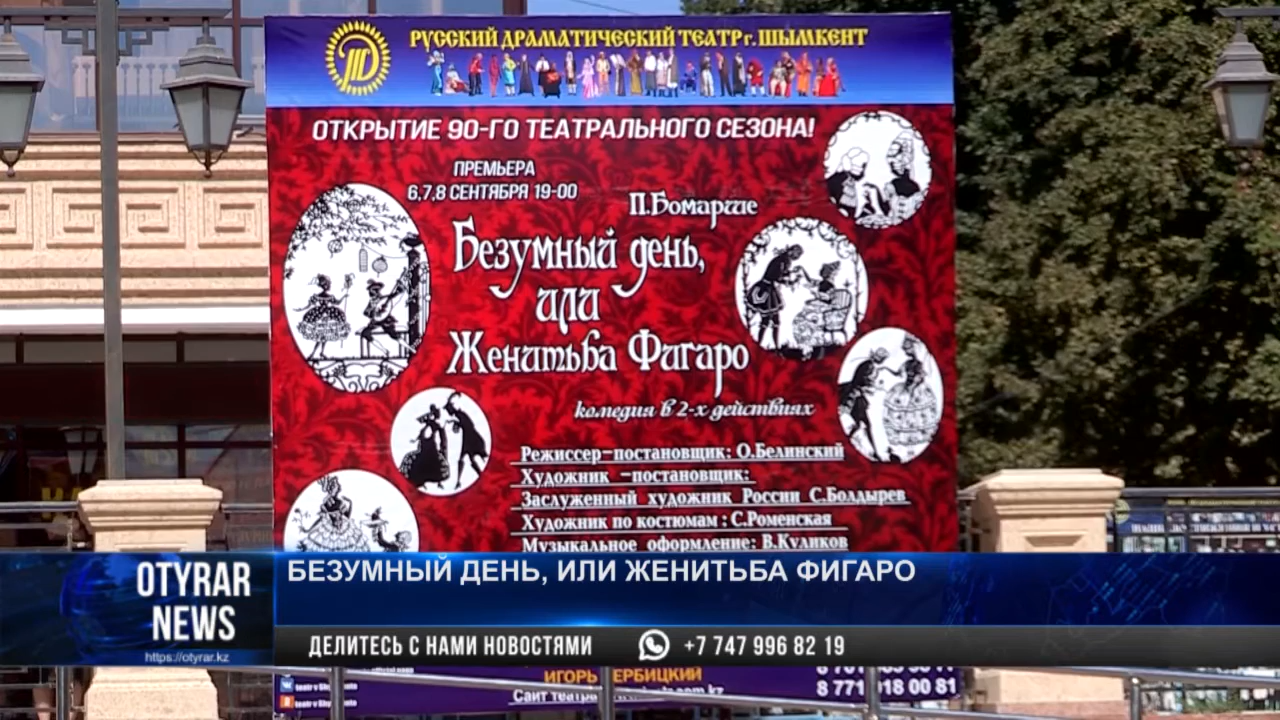 РУССКИЙ ДРАМАТИЧЕСКИЙ ТЕАТР г. ШЫМКЕНТ
ОТКРЫТИЕ 90-ГО ТЕАТРАЛЬНОГО СЕЗОНА!
ПРЕМЬЕРА
6,7,8 СЕНТЯБРЯ 19-00
П.Бомарше
Безумный день,
или
Женитьба Фигаро
комедия в 2-х действиях
Режиссер-постановщик: О.Белинский
Художник -постановщик:
Заслуженный художник России С.Болдырев
Художник по костюмам : С.Роменская
Музыкальное оформление: В.Куликов
OTYRAR
NEWS
https://otyrar.kz
БЕЗУМНЫЙ ДЕНЬ, ИЛИ ЖЕНИТЬБА ФИГАРО
ДЕЛИТЕСЬ С НАМИ НОВОСТЯМИ +7 747 996 82 19
ИГОРЬ
Сайт
8 771 918 00 81